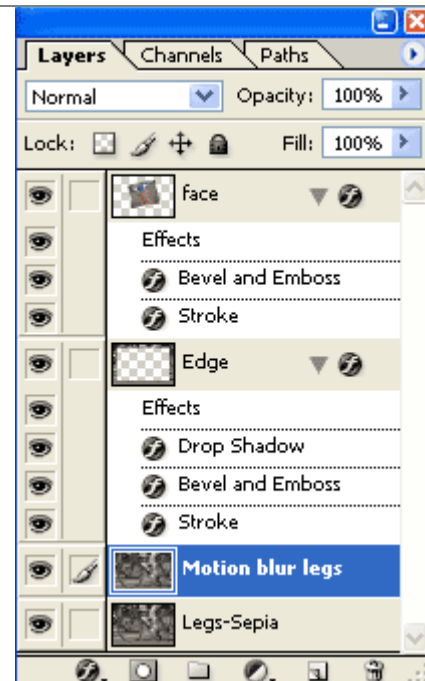 Layers Channels Paths
Normal Opacity: 100%
Lock: Fill: 100%
face
Effects
Bevel and Emboss
Stroke
Edge
Effects
Drop Shadow
Bevel and Emboss
Stroke
Motion blur legs
Legs-Sepia